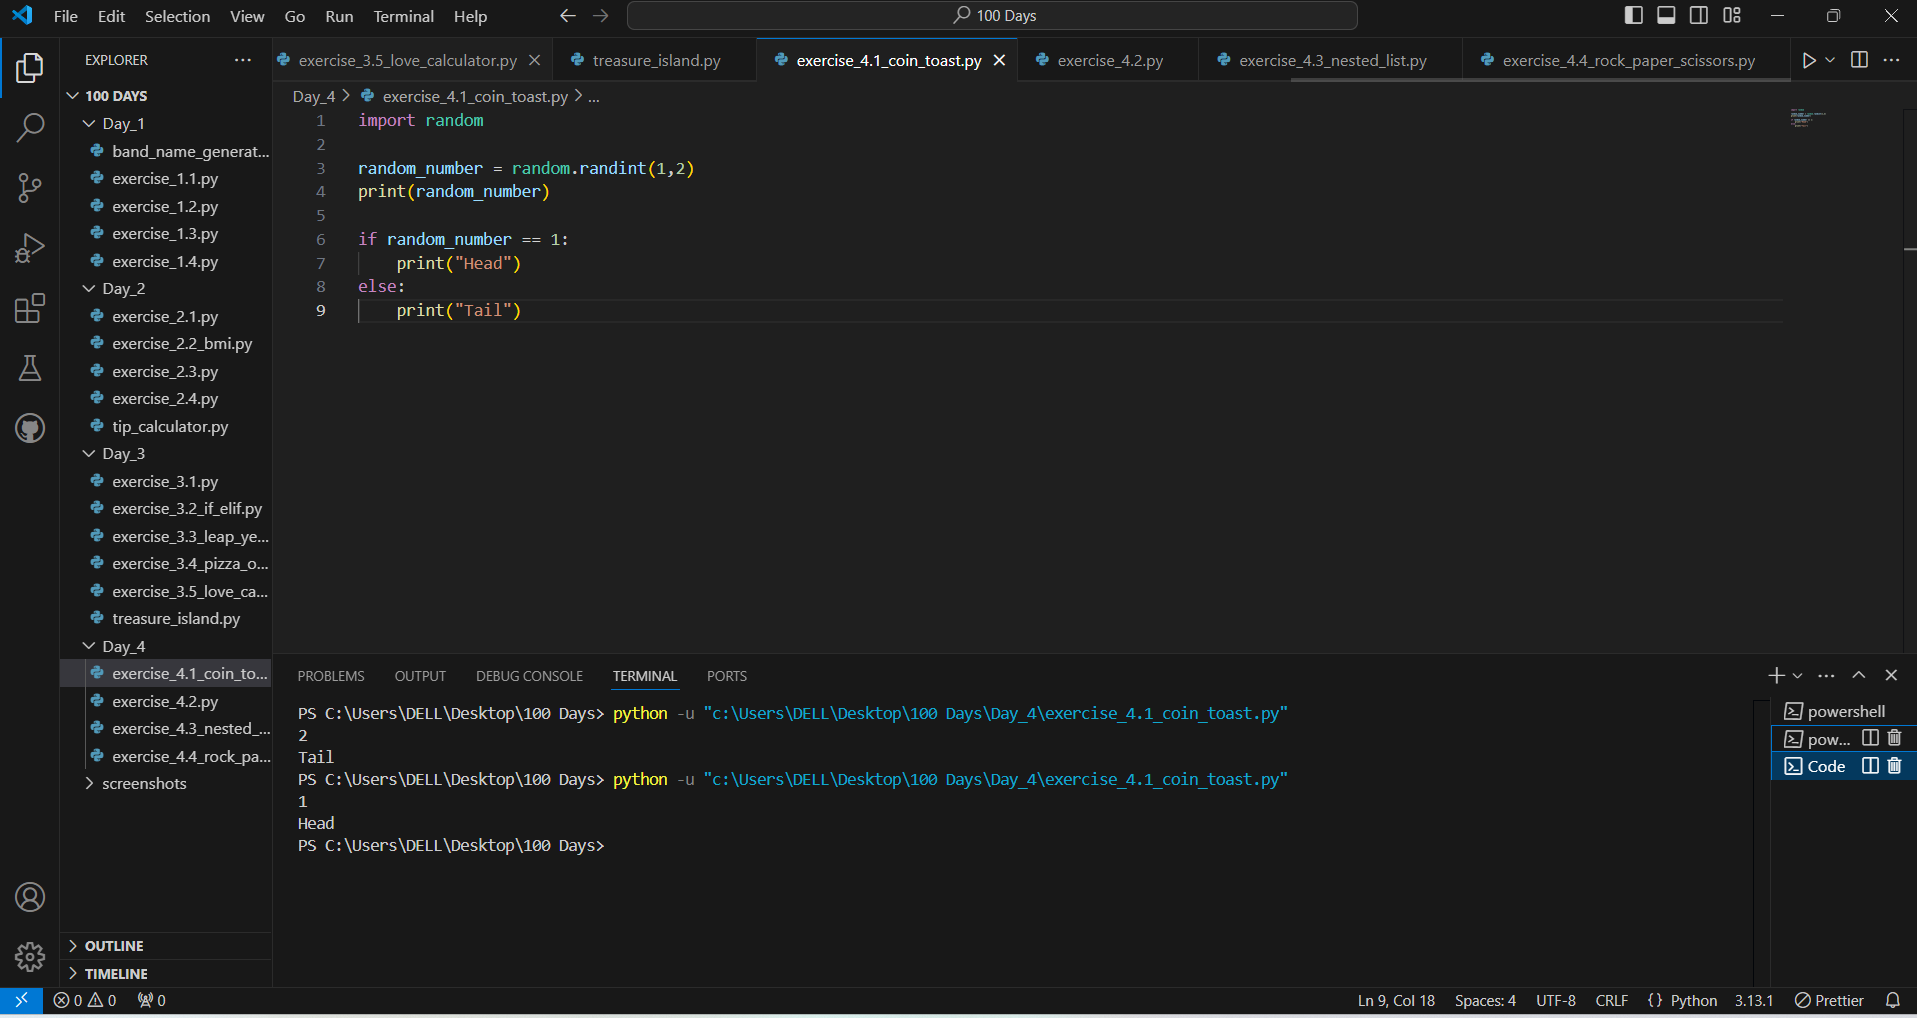 File Edit Selection View Go Run Terminal Help 100 Days
EXPLORER
100 DAYS
Day_1
band_name_generat...
exercise_1.1.py
exercise_1.2.py
exercise_1.3.py
exercise_1.4.py
Day_2
exercise_2.1.py
exercise_2.2_bmi.py
exercise_2.3.py
exercise_2.4.py
tip_calculator.py
Day_3
exercise_3.1.py
exercise_3.2_if_elif.py
exercise_3.3_leap_ye...
exercise_3.4_pizza_o...
exercise_3.5_love_ca...
treasure_island.py
Day_4
exercise_4.1_coin_to...
exercise_4.2.py
exercise_4.3_nested_...
exercise_4.4_rock_pa...
screenshots
OUTLINE
TIMELINE
exercise_3.5_love_calculator.py treasure_island.py exercise_4.1_coin_toast.py exercise_4.2.py exercise_4.3_nested_list.py exercise_4.4_rock_paper_scissors.py
Day_4 > exercise_4.1_coin_toast.py > ...
1 import random
2
3 random_number = random.randint(1,2)
4 print(random_number)
5
6 if random_number == 1:
7     print("Head")
8 else:
9     print("Tail")
PROBLEMS OUTPUT DEBUG CONSOLE TERMINAL PORTS
PS C:\Users\DELL\Desktop\100 Days> python -u "c:\Users\DELL\Desktop\100 Days\Day_4\exercise_4.1_coin_toast.py"
2
Tail
PS C:\Users\DELL\Desktop\100 Days> python -u "c:\Users\DELL\Desktop\100 Days\Day_4\exercise_4.1_coin_toast.py"
1
Head
PS C:\Users\DELL\Desktop\100 Days>
powershell
pow...
Code
0 0 0 Ln 9, Col 18 Spaces: 4 UTF-8 CRLF {} Python 3.13.1 Prettier